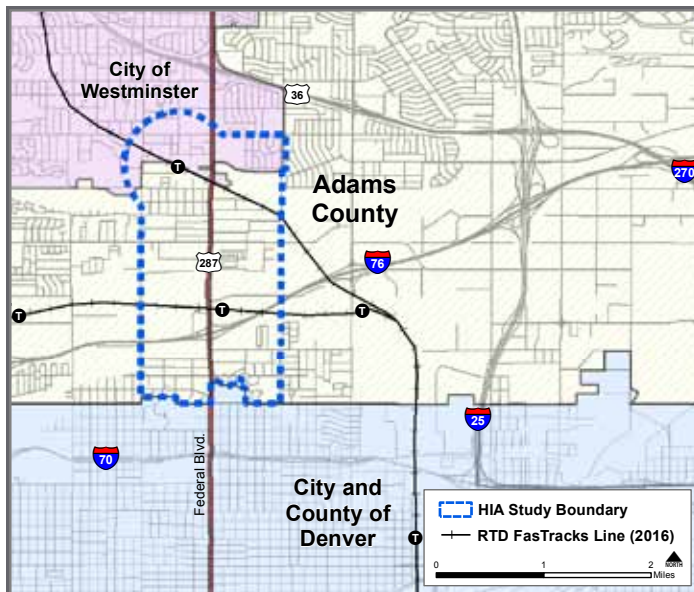 City of
Westminster
36
270
Adams
County
287
76
T
T
T
T
T
25
70
Federal Blvd.
City and
County of
Denver
HIA Study Boundary
RTD FasTracks Line (2016)
NORTH
0 1 2
Miles